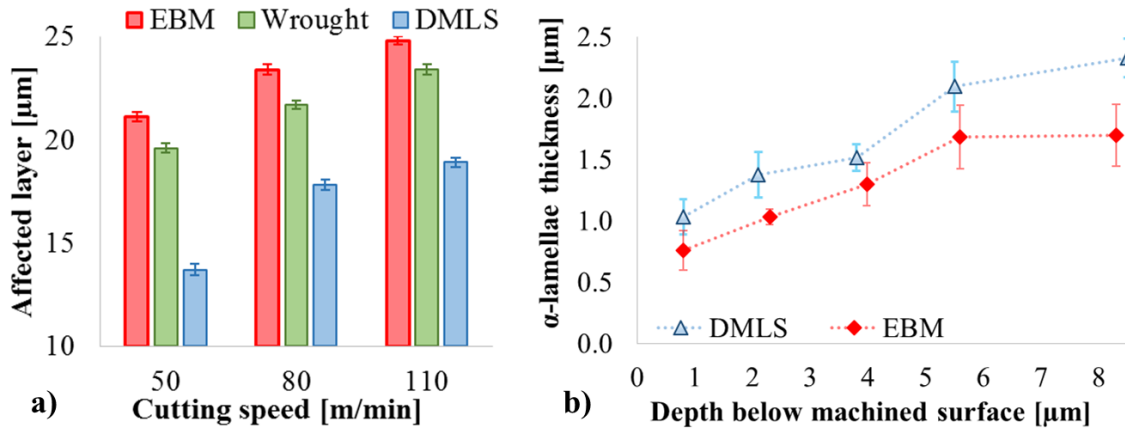 EBM Wrought DMLS
Affected layer [µm]
25
20
15
10
50 80 110
Cutting speed [m/min]
a)
α-lamellae thickness [µm]
2.5
2.0
1.5
1.0
0.5
0.0
DMLS EBM
0 1 2 3 4 5 6 7 8
Depth below machined surface [µm]
b)